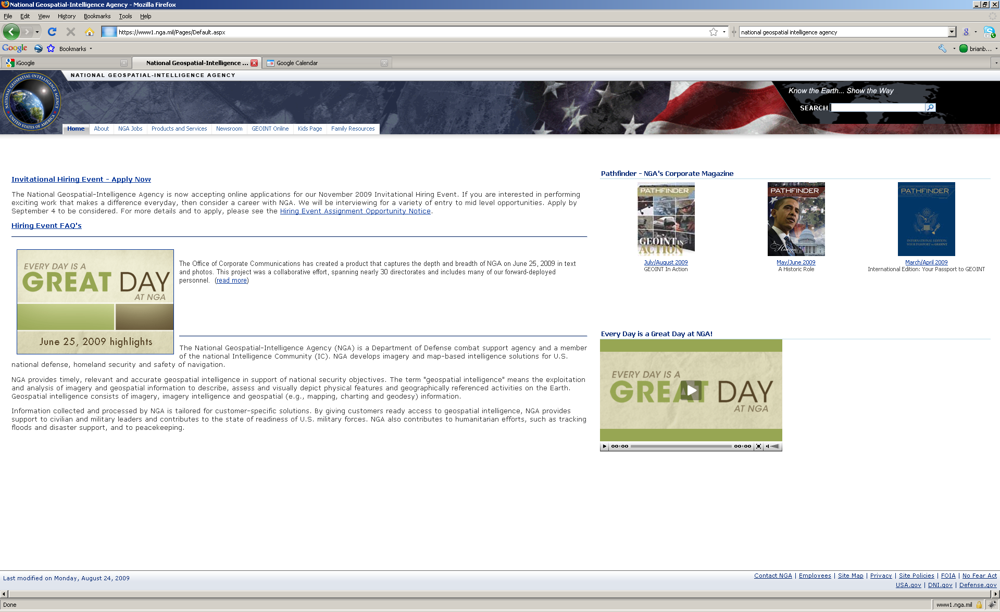 National Geospatial-Intelligence Agency - Mozilla Firefox
File Edit View History Bookmarks Tools Help
https://www1.nga.mil/Pages/Default.aspx
national geospatial intelligence agency
Google Bookmarks brianb...
iGoogle
National Geospatial-Intelligence ...
Google Calendar
NATIONAL GEOSPATIAL-INTELLIGENCE AGENCY
NATIONAL GEOSPATIAL-INTELLIGENCE AGENCY
UNITED STATES OF AMERICA
Know the Earth... Show the Way
SEARCH
Home About NGA Jobs Products and Services Newsroom GEOINT Online Kids Page Family Resources
Invitational Hiring Event - Apply Now
The National Geospatial-Intelligence Agency is now accepting online applications for our November 2009 Invitational Hiring Event. If you are interested in performing
exciting work that makes a difference everyday, then consider a career with NGA. We will be interviewing for a variety of entry to mid level opportunities. Apply by
September 4 to be considered. For more details and to apply, please see the Hiring Event Assignment Opportunity Notice.
Hiring Event FAQ's
EVERY DAY IS A
GREAT DAY
AT NGA
June 25, 2009 highlights
The Office of Corporate Communications has created a product that captures the depth and breadth of NGA on June 25, 2009 in text
and photos. This project was a collaborative effort, spanning nearly 30 directorates and includes many of our forward-deployed
personnel. (read more)
The National Geospatial-Intelligence Agency (NGA) is a Department of Defense combat support agency and a member
of the national Intelligence Community (IC). NGA develops imagery and map-based intelligence solutions for U.S.
national defense, homeland security and safety of navigation.
NGA provides timely, relevant and accurate geospatial intelligence in support of national security objectives. The term "geospatial intelligence" means the exploitation
and analysis of imagery and geospatial information to describe, assess and visually depict physical features and geographically referenced activities on the Earth.
Geospatial intelligence consists of imagery, imagery intelligence and geospatial (e.g., mapping, charting and geodesy) information.
Information collected and processed by NGA is tailored for customer-specific solutions. By giving customers ready access to geospatial intelligence, NGA provides
support to civilian and military leaders and contributes to the state of readiness of U.S. military forces. NGA also contributes to humanitarian efforts, such as tracking
floods and disaster support, and to peacekeeping.
Pathfinder - NGA's Corporate Magazine
PATHFINDER
GEOINT IN
ACTION
July/August 2009
GEOINT In Action
PATHFINDER
A Historic
ROLE
May/June 2009
A Historic Role
PATHFINDER
INTERNATIONAL EDITION:
YOUR PASSPORT to GEOINT
March/April 2009
International Edition: Your Passport to GEOINT
Every Day is a Great Day at NGA!
EVERY DAY IS A
GREAT DAY
AT NGA
00:00 00:00
Last modified on Monday, August 24, 2009
Contact NGA | Employees | Site Map | Privacy | Site Policies | FOIA | No Fear Act
USA.gov | DNI.gov | Defense.gov
Done
www1.nga.mil